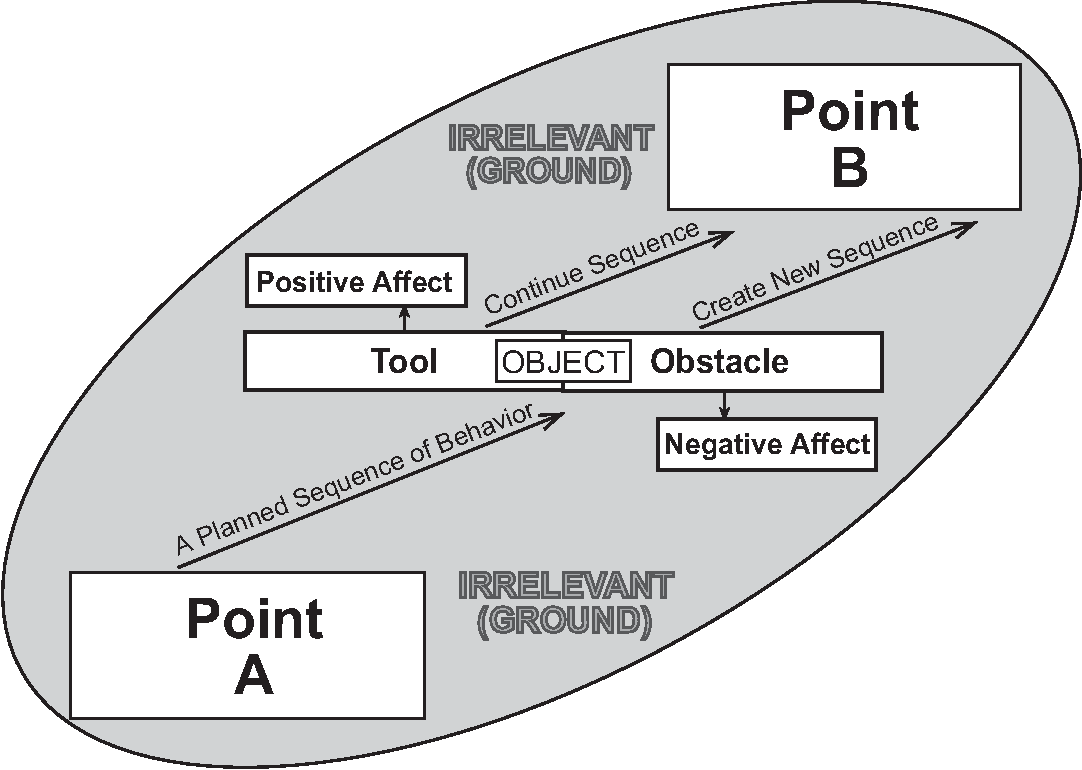 Point
B
IRRELEVANT
(GROUND)
Continue Sequence
Create New Sequence
Positive Affect
Tool
OBJECT
Obstacle
Negative Affect
A Planned Sequence of Behavior
IRRELEVANT
(GROUND)
Point
A